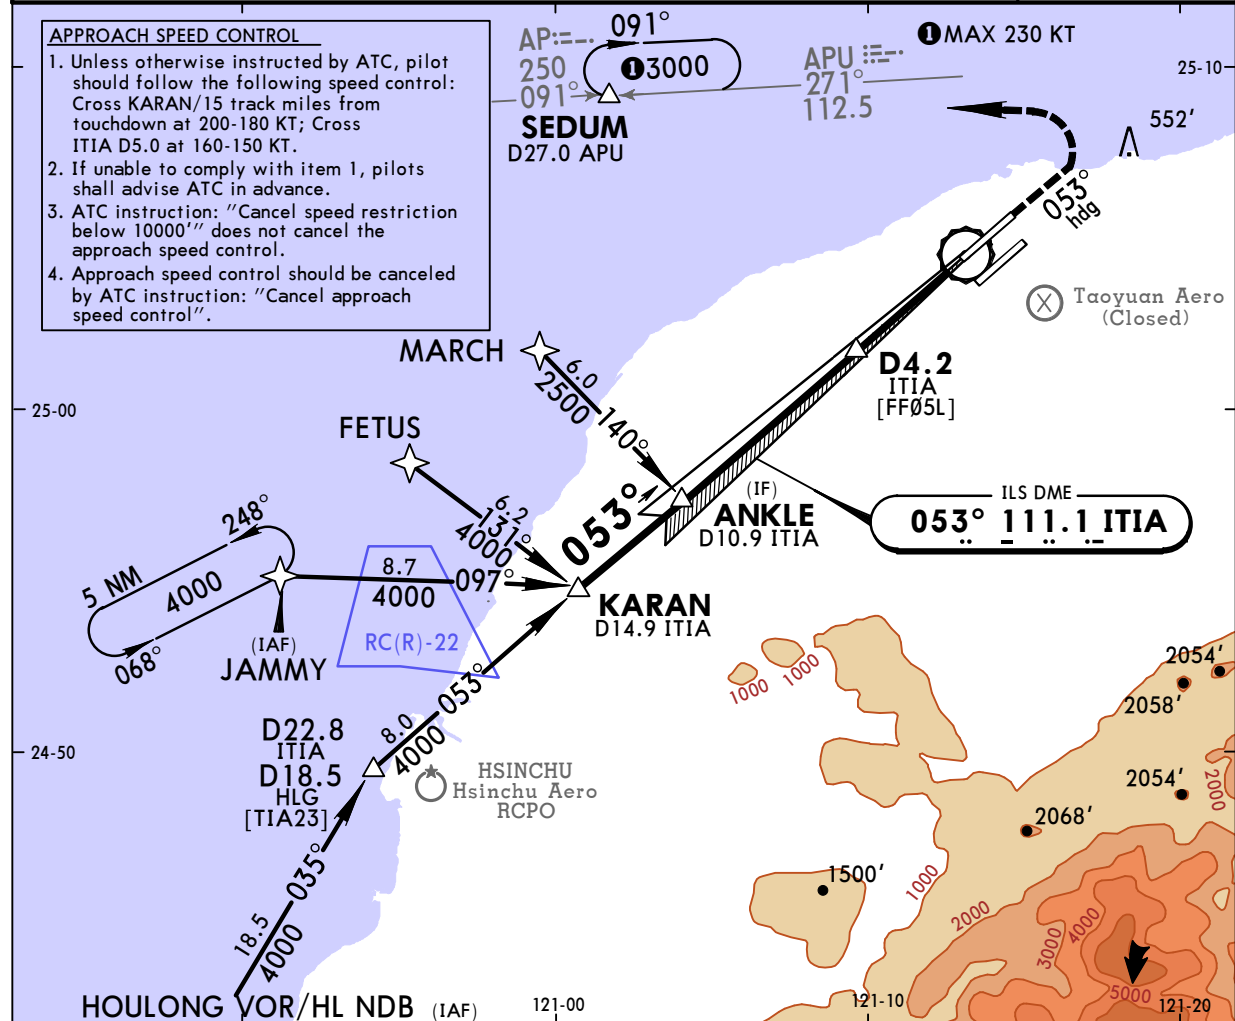 APPROACH SPEED CONTROL
1. Unless otherwise instructed by ATC, pilot
should follow the following speed control:
Cross KARAN/15 track miles from
touchdown at 200-180 KT; Cross
ITIA D5.0 at 160-150 KT.
2. If unable to comply with item 1, pilots
shall advise ATC in advance.
3. ATC instruction: "Cancel speed restriction
below 10000'" does not cancel the
approach speed control.
4. Approach speed control should be canceled
by ATC instruction: "Cancel approach
speed control".
AP
250
091°
091°
1 3000
SEDUM
D27.0 APU
1 MAX 230 KT
APU
271°
112.5
25-10
552'
053°
hdg
Taoyuan Aero
(Closed)
MARCH
6.0
2500
140°
D4.2
ITIA
[FFØ5L]
25-00
FETUS
6.2
131°
4000
053°
(IF)
ANKLE
D10.9 ITIA
ILS DME
053° 111.1 ITIA
248°
5 NM
4000
068°
(IAF)
JAMMY
8.7
4000
097°
RC(R)-22
KARAN
D14.9 ITIA
053°
8.0
4000
D22.8
ITIA
D18.5
HLG
[TIA23]
24-50
HSINCHU
Hsinchu Aero
RCPO
035°
18.5
4000
HOULONG VOR/HL NDB (IAF)
121-00
121-10
121-20
1000
1000
2054'
2058'
2054'
2000
2068'
1500'
1000
2000
3000
4000
5000